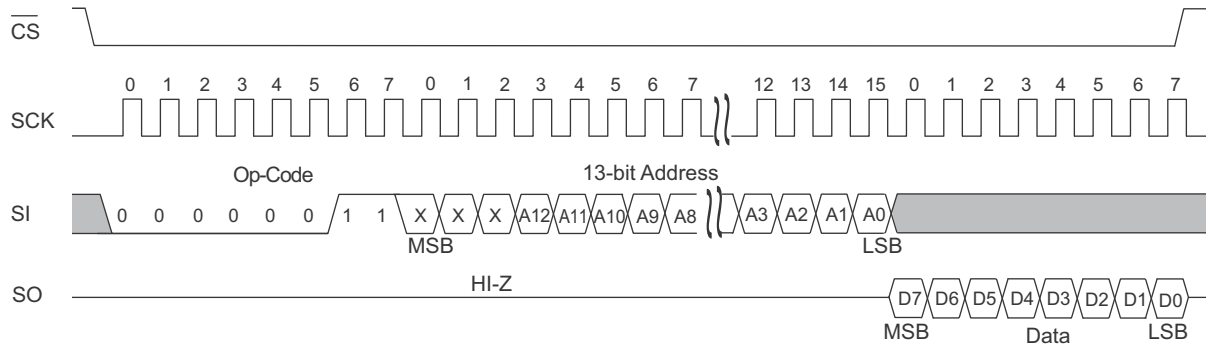 CS
0 1 2 3 4 5 6 7 0 1 2 3 4 5 6 7 12 13 14 15 0 1 2 3 4 5 6 7
SCK
Op-Code 13-bit Address
SI 0 0 0 0 0 0 1 1 X X X A12 A11 A10 A9 A8 A3 A2 A1 A0
MSB LSB
HI-Z
SO D7 D6 D5 D4 D3 D2 D1 D0
MSB Data LSB